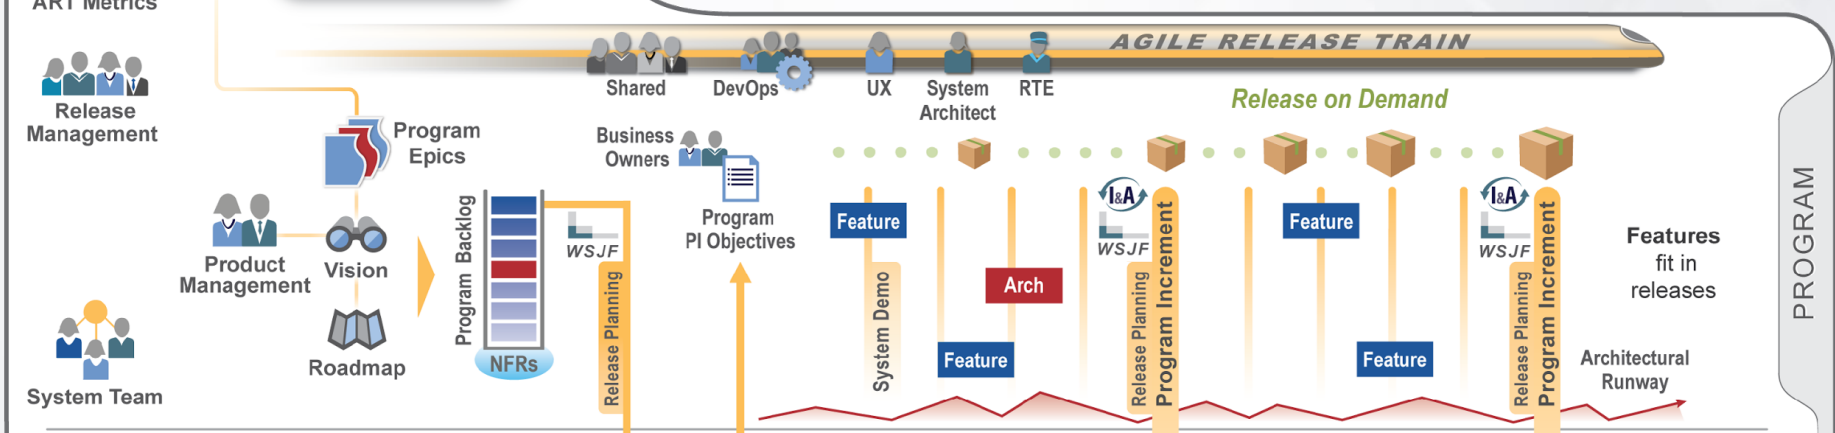 ART Metrics
Release
Management
Product
Management
System Team
Program
Epics
Vision
Roadmap
Program Backlog
NFRs
WSJF
Release Planning
AGILE RELEASE TRAIN
Shared
DevOps
UX
System
Architect
RTE
Business
Owners
Program
PI Objectives
Release on Demand
Feature
System Demo
Feature
Arch
I&A
WSJF
Release Planning
Program Increment
Feature
Feature
I&A
WSJF
Release Planning
Program Increment
Features
fit in
releases
Architectural
Runway
PROGRAM